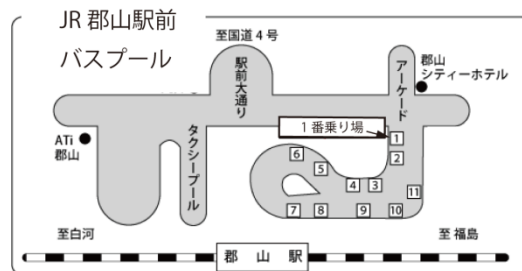 JR 郡山駅前
バスプール
至国道4号
駅前大通り
アーケード
郡山
シティーホテル
1番乗り場
ATi
郡山
タクシープール
1
2
3
4
5
6
7
8
9
10
11
至白河
郡山駅
至 福島